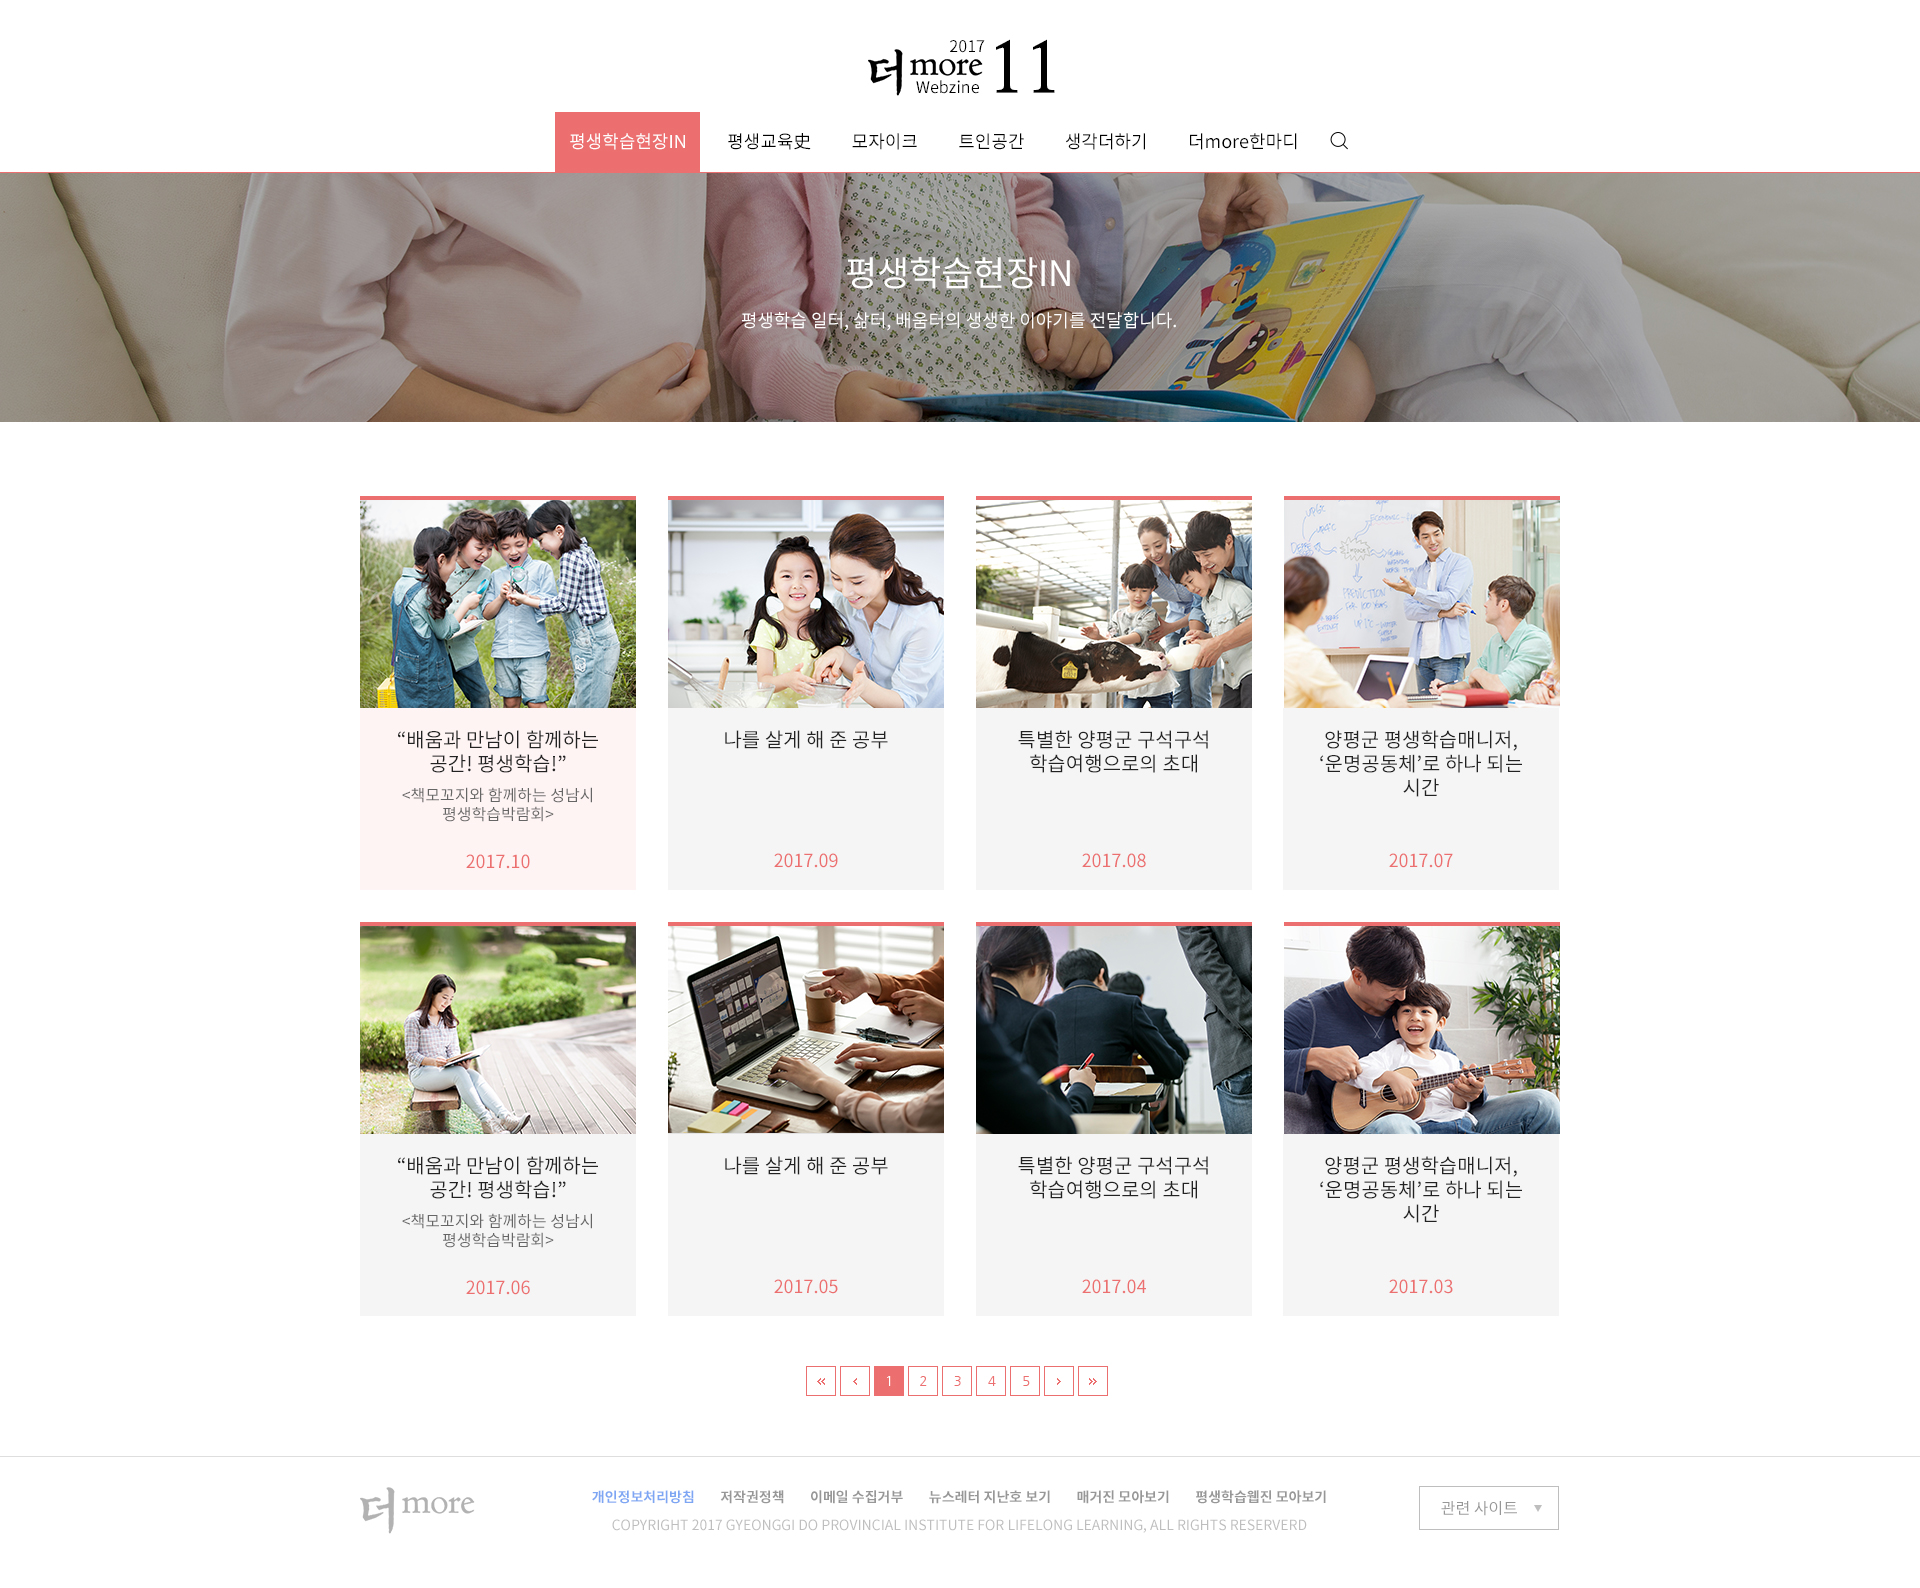 2017
더 more 11
Webzine
평생학습현장IN 평생교육史 모자이크 트인공간 생각더하기 더more한마디
평생학습현장IN
평생학습 일터, 삶터, 배움터의 생생한 이야기를 전달합니다.
“배움과 만남이 함께하는
공간! 평생학습!”
<책모꼬지와 함께하는 성남시
평생학습박람회>
2017.10
나를 살게 해 준 공부
2017.09
특별한 양평군 구석구석
학습여행으로의 초대
2017.08
양평군 평생학습매니저,
‘운명공동체’로 하나 되는
시간
2017.07
“배움과 만남이 함께하는
공간! 평생학습!”
<책모꼬지와 함께하는 성남시
평생학습박람회>
2017.06
나를 살게 해 준 공부
2017.05
특별한 양평군 구석구석
학습여행으로의 초대
2017.04
양평군 평생학습매니저,
‘운명공동체’로 하나 되는
시간
2017.03
« ‹ 1 2 3 4 5 › »
더 more
개인정보처리방침 저작권정책 이메일 수집거부 뉴스레터 지난호 보기 매거진 모아보기 평생학습웹진 모아보기
COPYRIGHT 2017 GYEONGGI DO PROVINCIAL INSTITUTE FOR LIFELONG LEARNING, ALL RIGHTS RESERVERD
관련 사이트 ▼